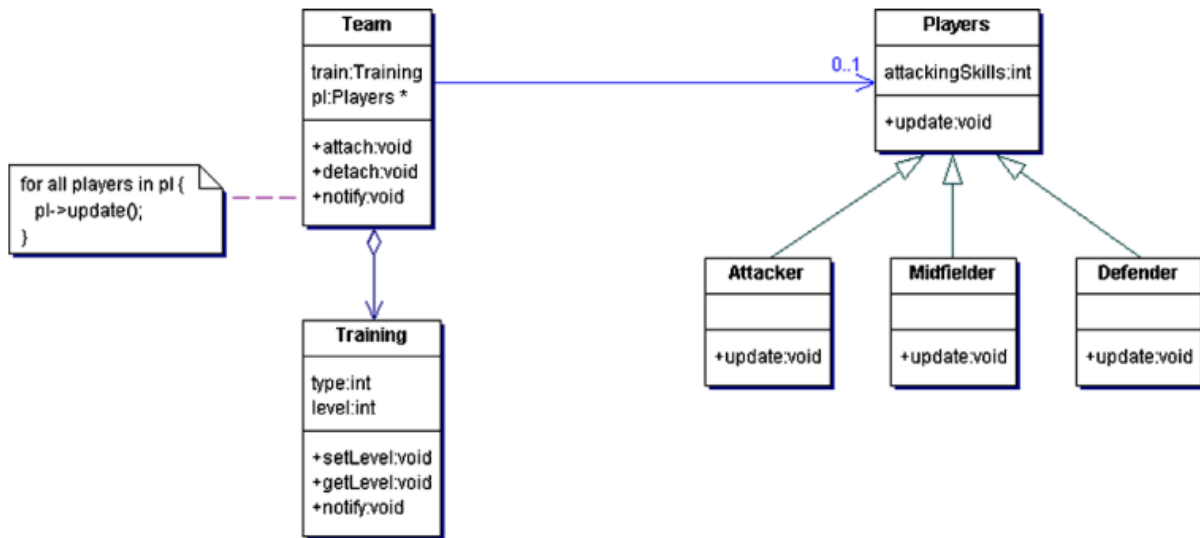 Team
train:Training
pl:Players *
+attach:void
+detach:void
+notify:void
0..1
Players
attackingSkills:int
+update:void
for all players in pl {
pl->update();
}
Attacker
+update:void
Midfielder
+update:void
Defender
+update:void
Training
type:int
level:int
+setLevel:void
+getLevel:void
+notify:void